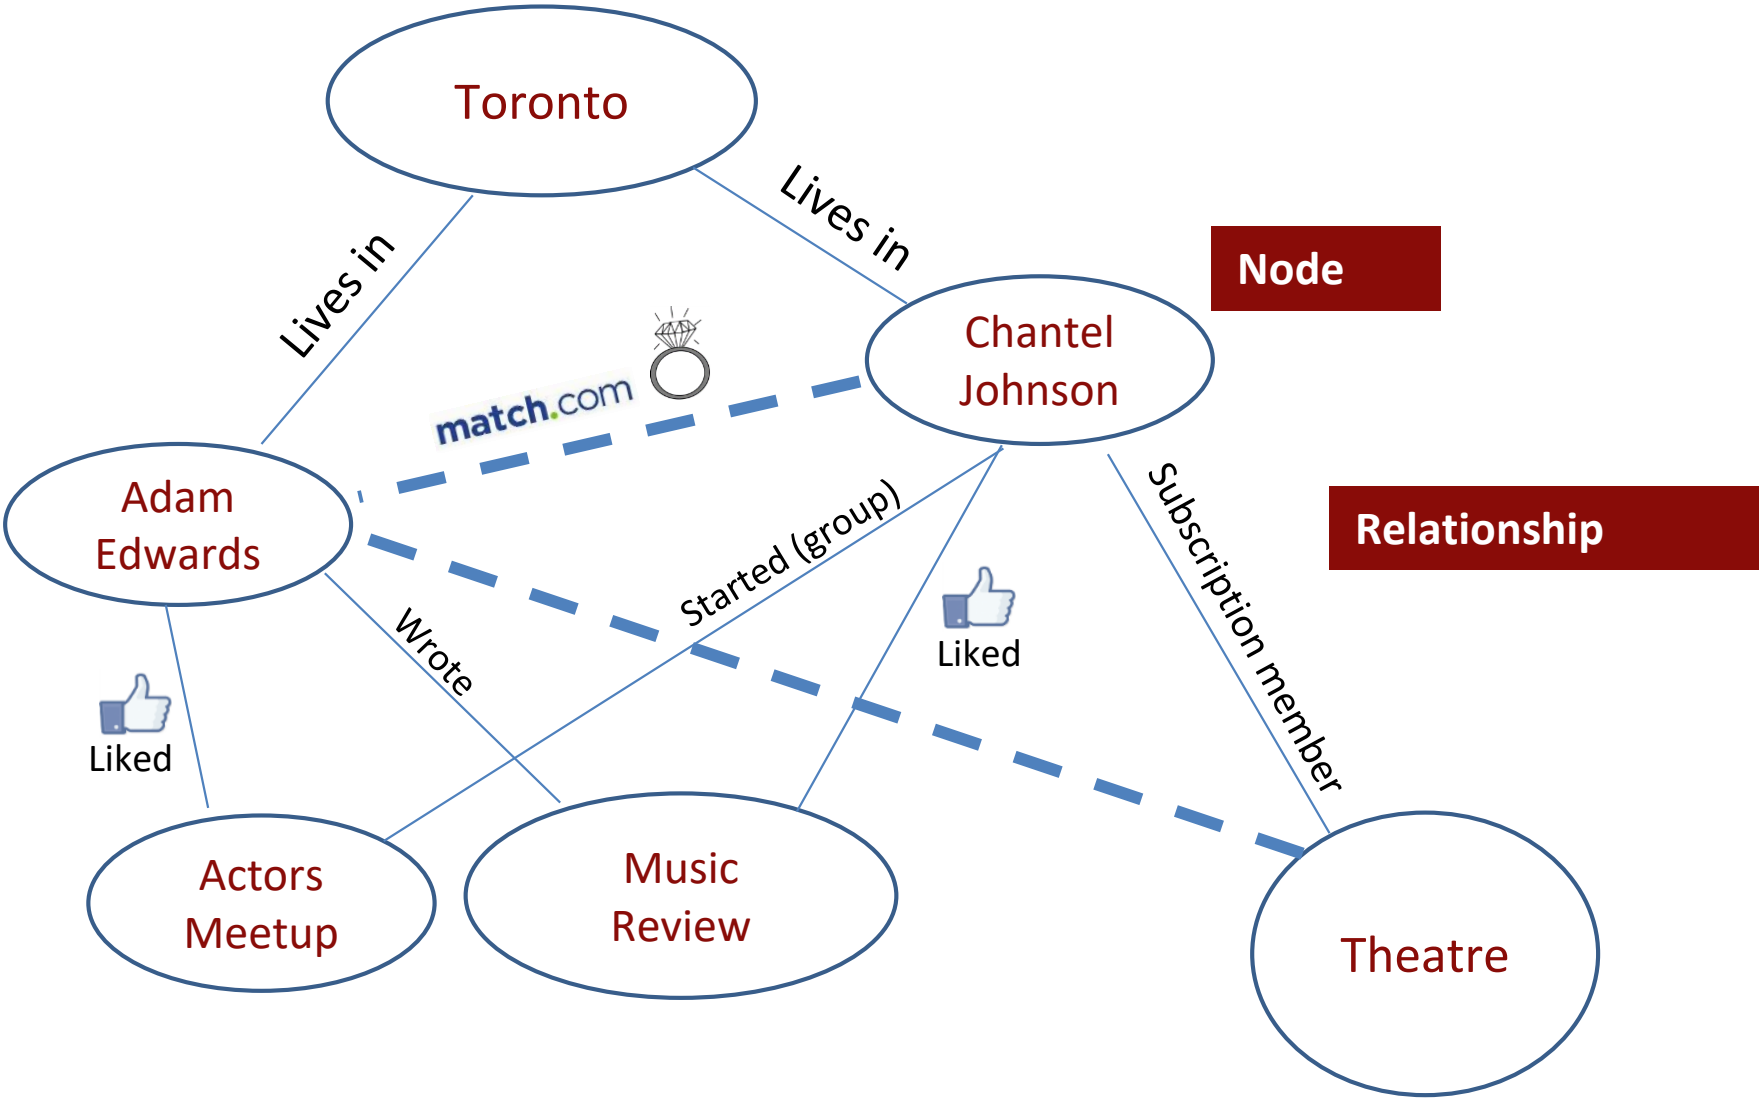 Toronto
Lives in
Lives in
Node
Chantel
Johnson
match.com
Adam
Edwards
Started (group)
Subscription member
Relationship
Wrote
Liked
Liked
Actors
Meetup
Music
Review
Theatre